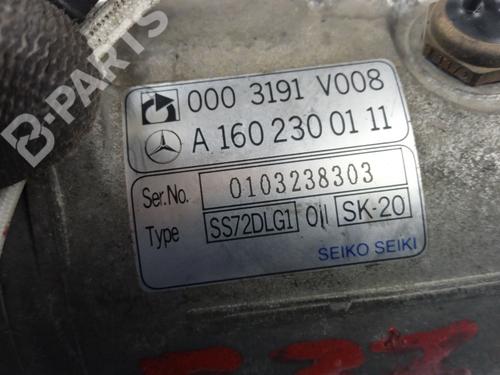 000 3191 V008
A 160 230 01 11
Ser.No. 0103238303
Type SS72DLG1 Oil SK-20
SEIKO SEIKI
B-PARTS